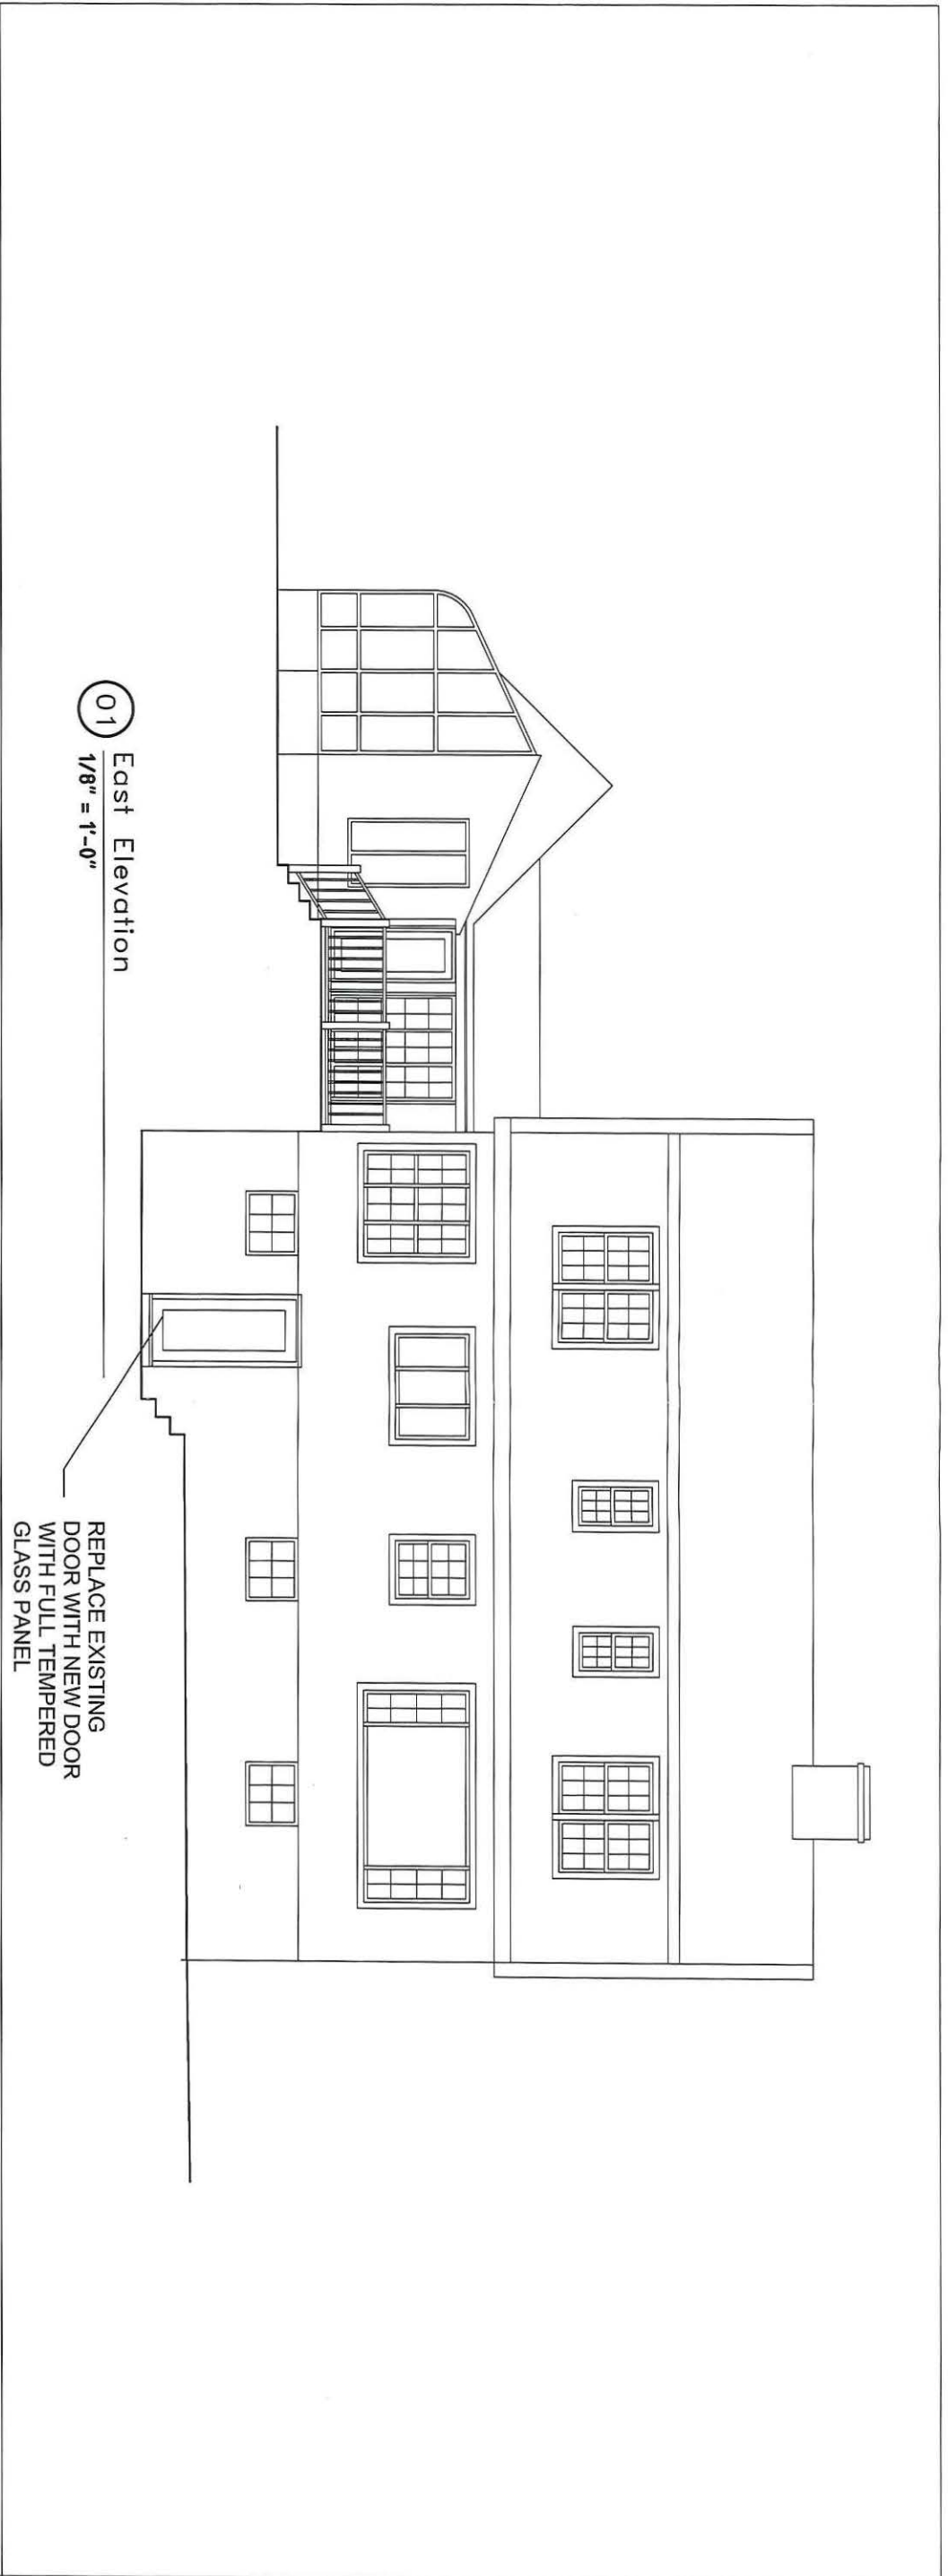 01
East Elevation
1/8" = 1'-0"
REPLACE EXISTING
DOOR WITH NEW DOOR
WITH FULL TEMPERED
GLASS PANEL